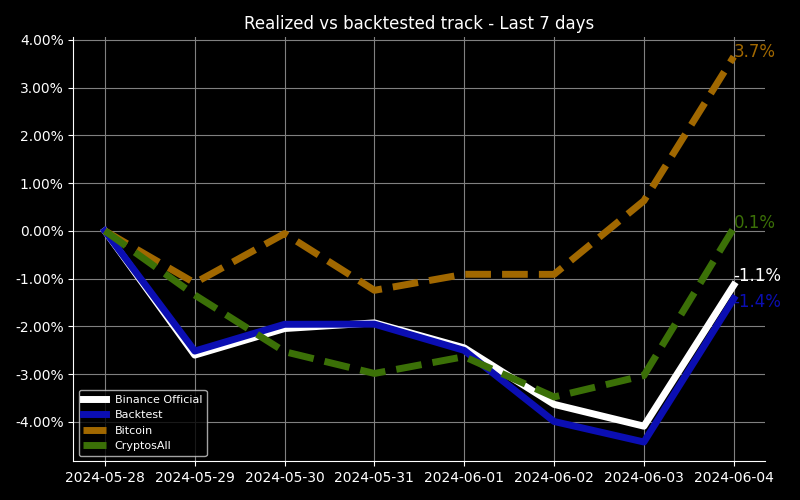 Realized vs backtested track - Last 7 days
4.00%
3.00%
2.00%
1.00%
0.00%
-1.00%
-2.00%
-3.00%
-4.00%
3.7%
0.1%
-1.1%
-1.4%
Binance Official
Backtest
Bitcoin
CryptosAll
2024-05-28 2024-05-29 2024-05-30 2024-05-31 2024-06-01 2024-06-02 2024-06-03 2024-06-04